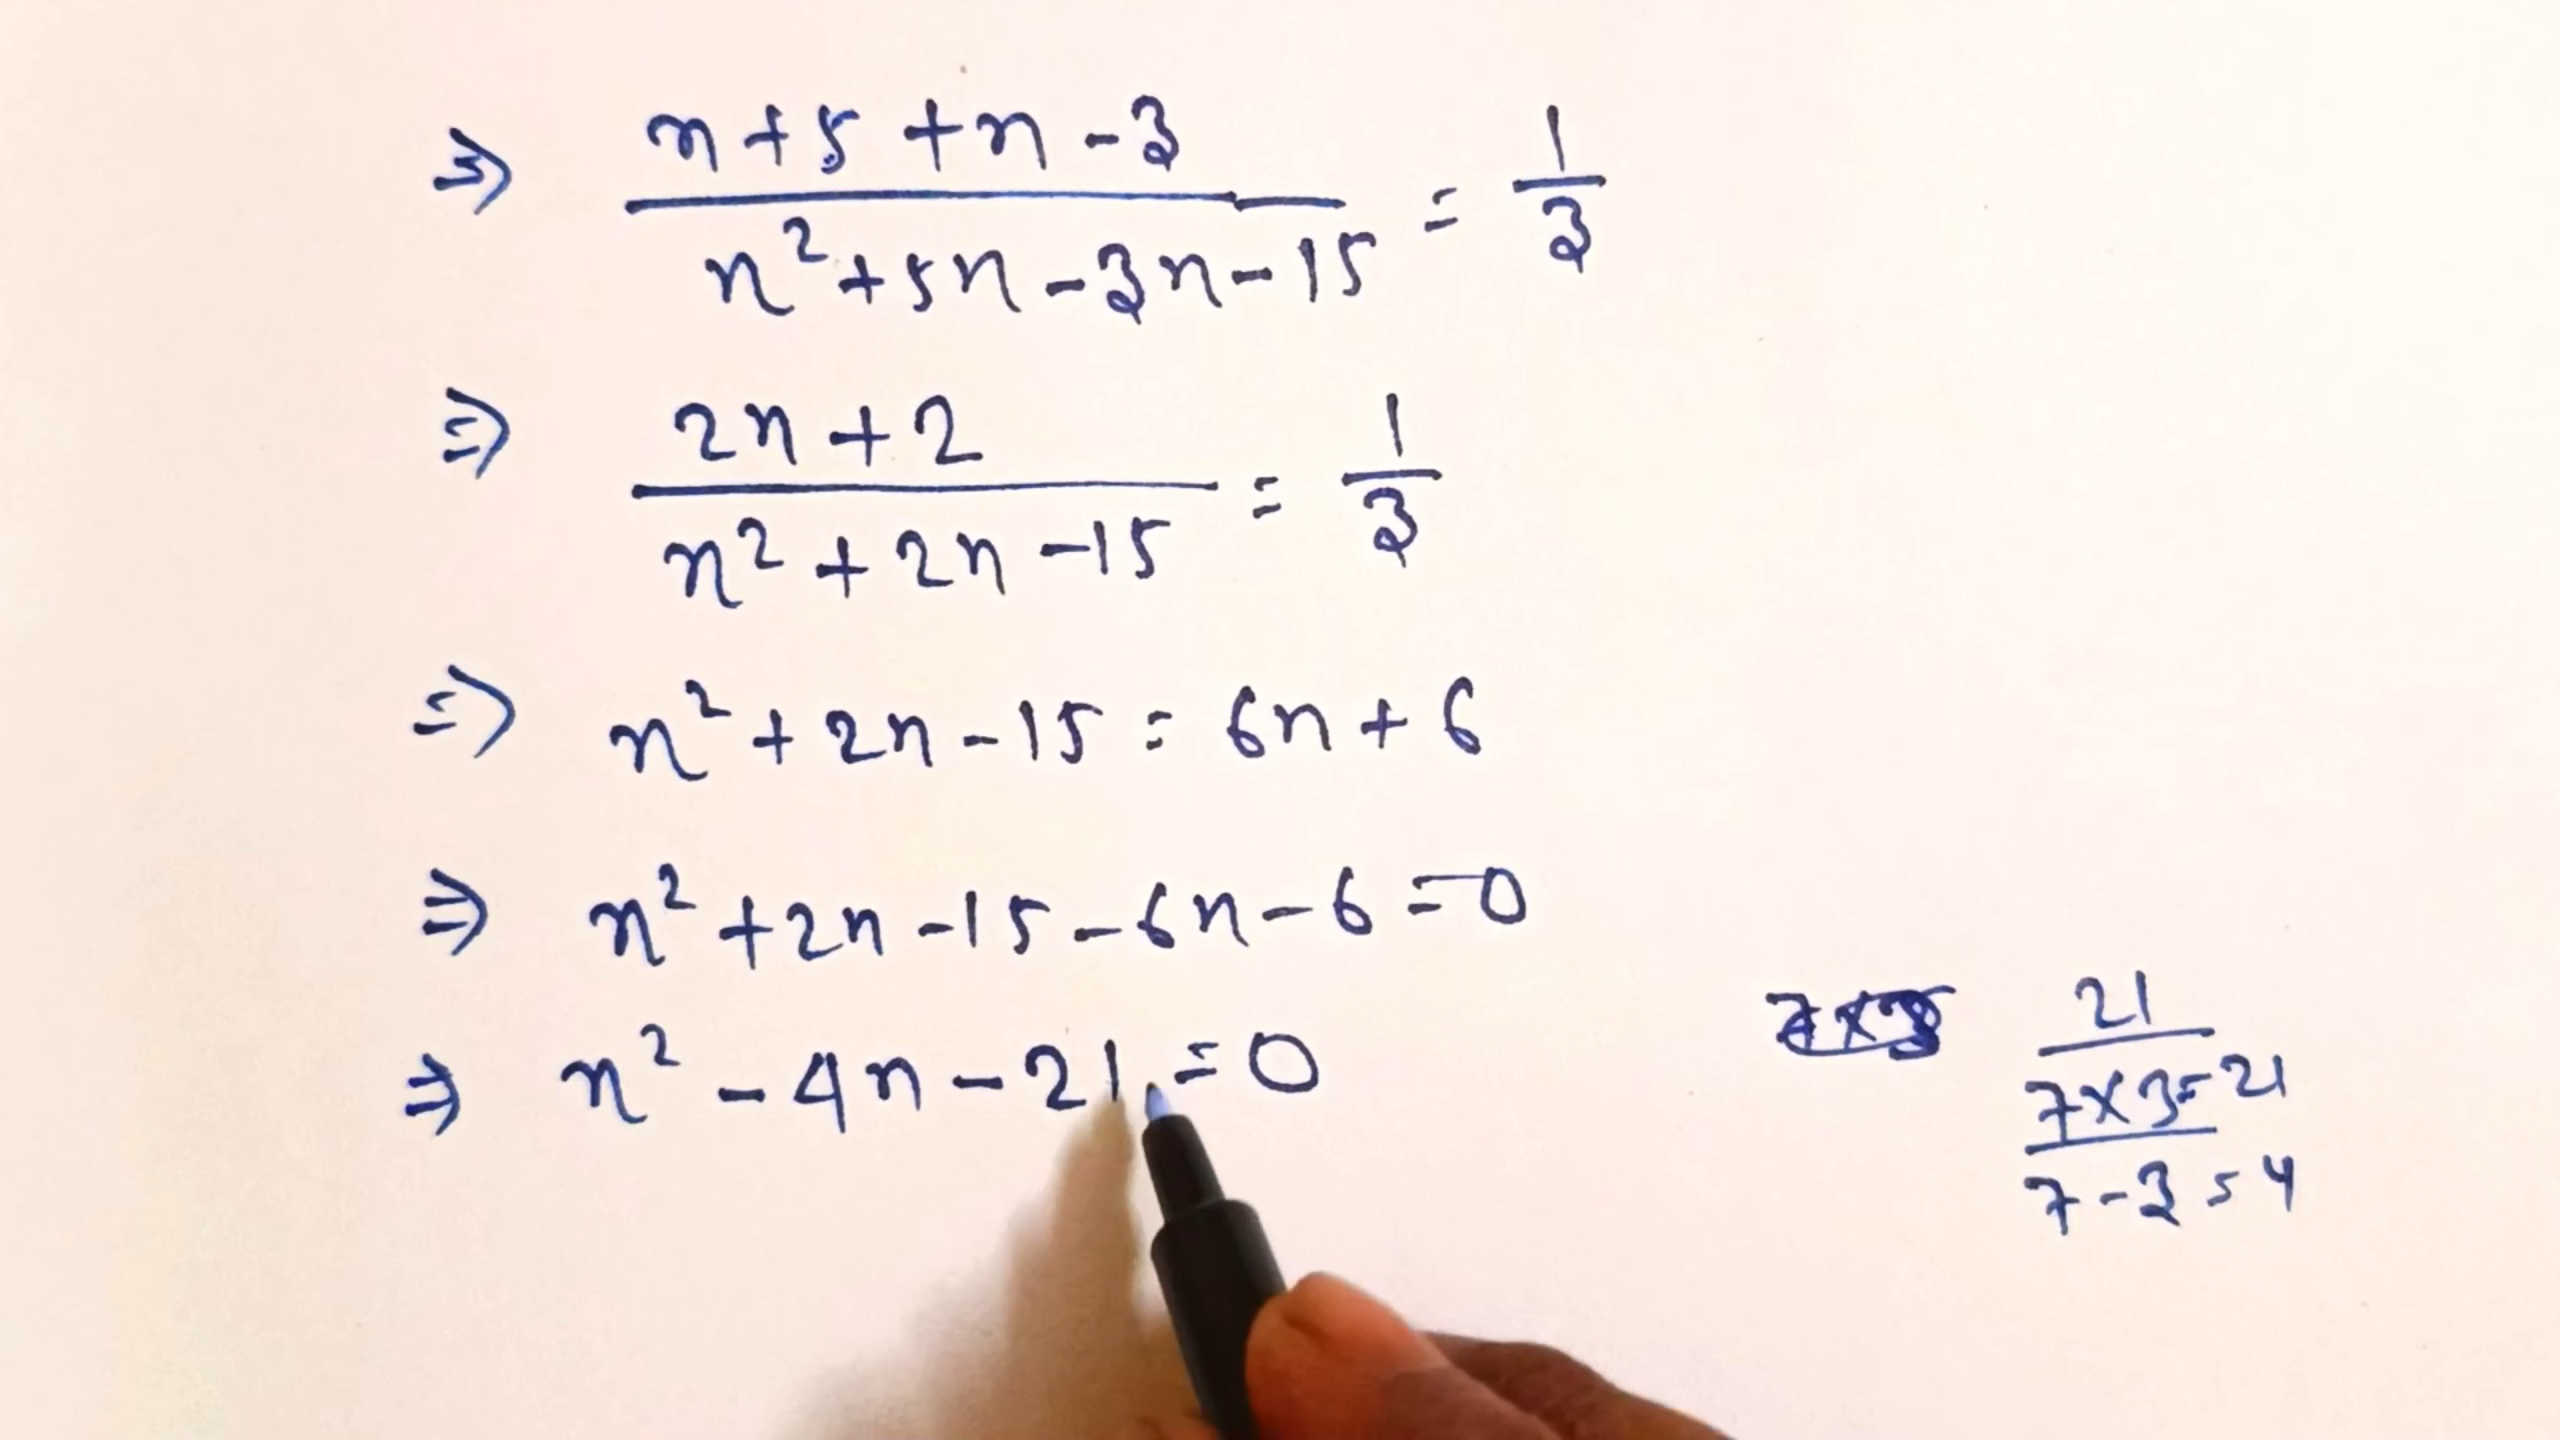 ⇒ n+5+n-3 / n²+5n-3n-15 = 1/3
⇒ 2n+2 / n²+2n-15 = 1/3
⇒ n²+2n-15 = 6n+6
⇒ n²+2n-15-6n-6=0
⇒ n²-4n-21=0
21
7×3=21
7-3=4